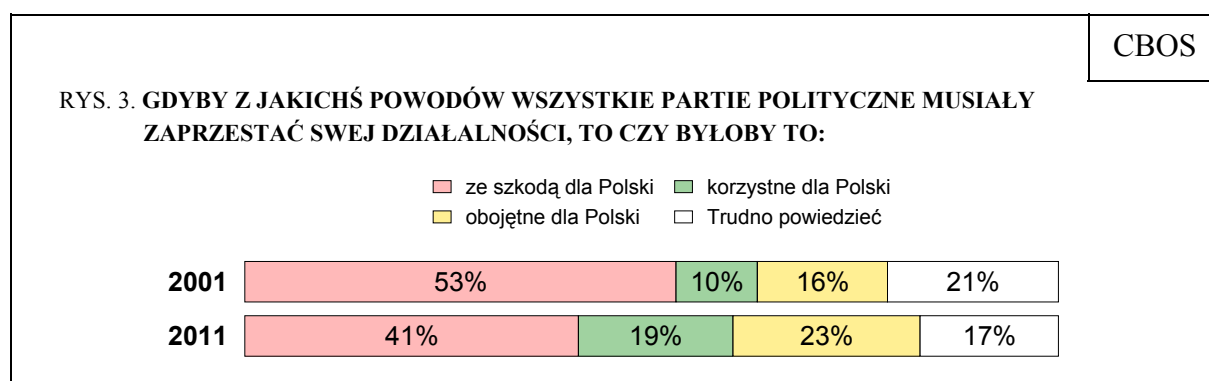 CBOS
RYS. 3. GDYBY Z JAKICHŚ POWODÓW WSZYSTKIE PARTIE POLITYCZNE MUSIAŁY
ZAPRZESTAĆ SWEJ DZIAŁALNOŚCI, TO CZY BYŁOBY TO:
ze szkodą dla Polski korzystne dla Polski
obojętne dla Polski Trudno powiedzieć
2001 53% 10% 16% 21%
2011 41% 19% 23% 17%